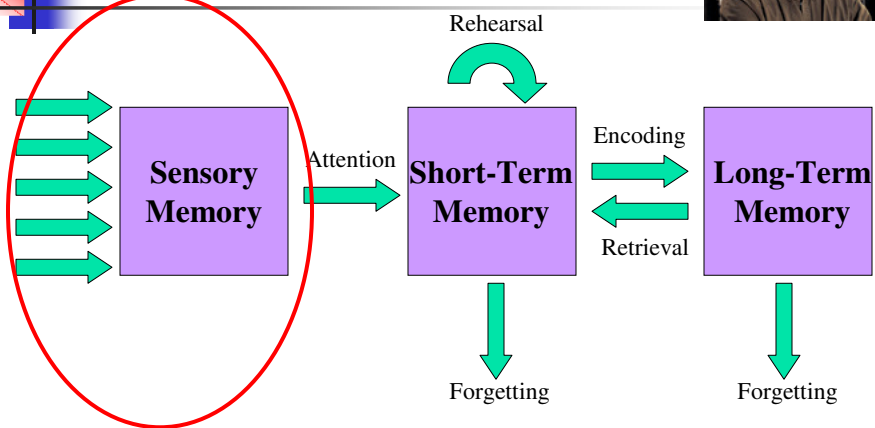 Rehearsal
Sensory
Memory
Attention
Short-Term
Memory
Encoding
Retrieval
Long-Term
Memory
Forgetting
Forgetting